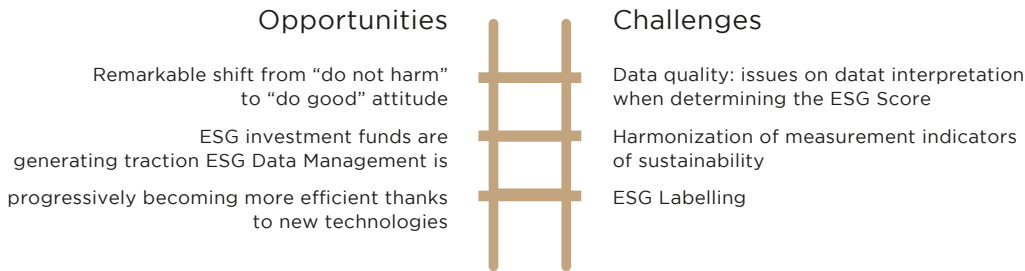 Opportunities
Remarkable shift from “do not harm”
to “do good” attitude
ESG investment funds are
generating traction ESG Data Management is
progressively becoming more efficient thanks
to new technologies
Challenges
Data quality: issues on datat interpretation
when determining the ESG Score
Harmonization of measurement indicators
of sustainability
ESG Labelling